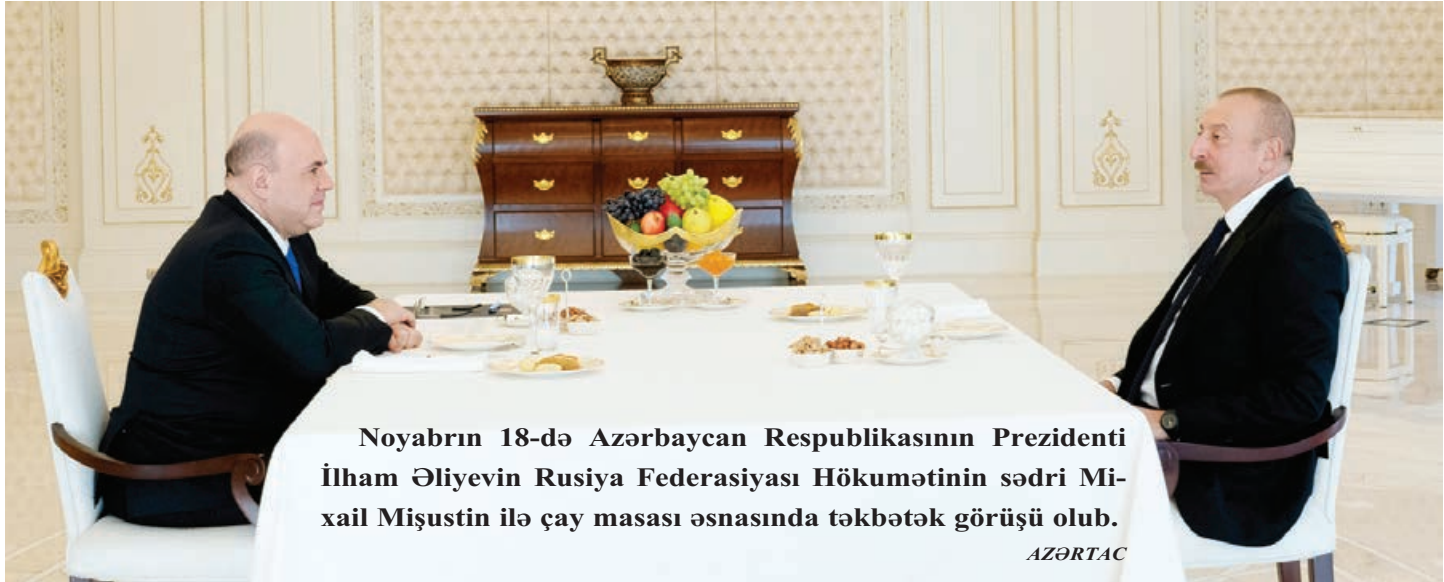 Noyabrın 18-də Azərbaycan Respublikasının Prezidenti
İlham Əliyevin Rusiya Federasiyası Hökumətinin sədri Mi-
xail Mişustin ilə çay masası əsnasında təkbətək görüşü olub.
AZƏRTAC